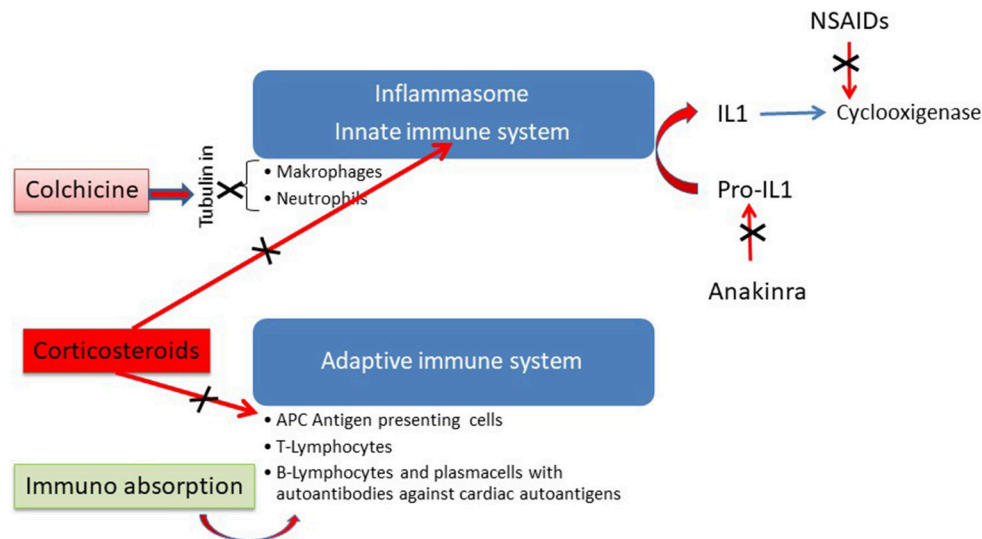 NSAIDs
Inflammasome
Innate immune system
IL1
Cyclooxigenase
Colchicine
Tubulin in
• Makrophages
• Neutrophils
Pro-IL1
Anakinra
Corticosteroids
Adaptive immune system
• APC Antigen presenting cells
• T-Lymphocytes
• B-Lymphocytes and plasmacells with
autoantibodies against cardiac autoantigens
Immuno absorption